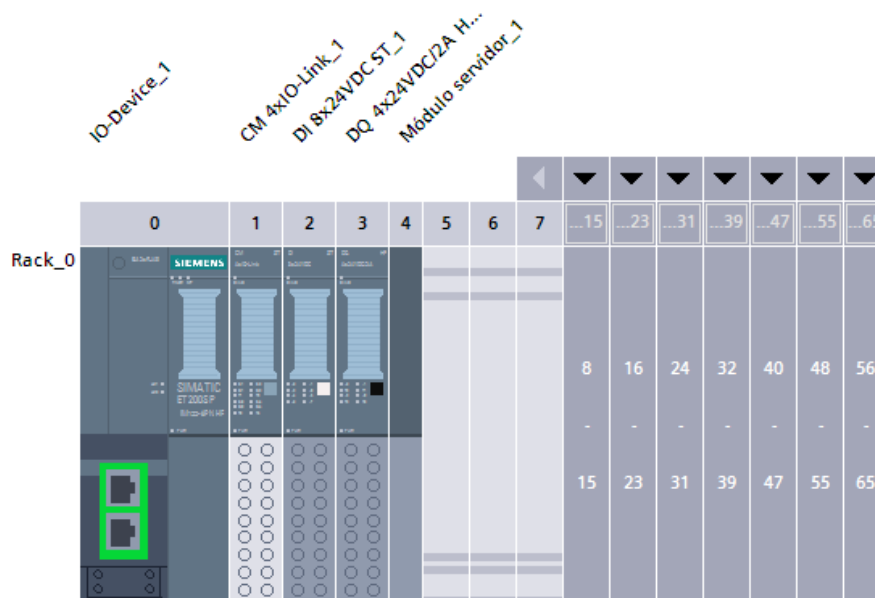 IO-Device_1
CM 4xIO-Link_1
DI 8x24VDC ST_1
DQ 4x24VDC/2A H...
Módulo servidor_1
0 1 2 3 4 5 6 7 ...15 ...23 ...31 ...39 ...47 ...55 ...65
Rack_0
SIEMENS
8 16 24 32 40 48 56
- - - - - - -
15 23 31 39 47 55 65
SIMATIC
ET 200SP